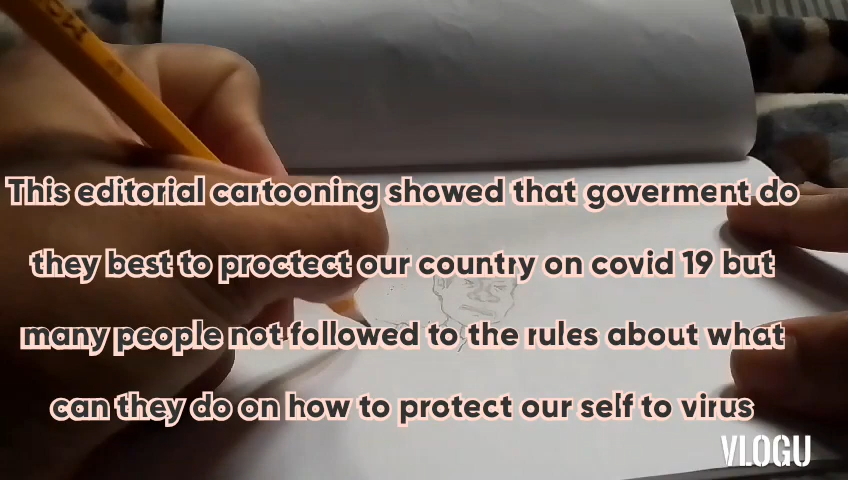 This editorial cartooning showed that goverment do
they best to proctect our country on covid 19 but
many people not followed to the rules about what
can they do on how to protect our self to virus
VLOGU